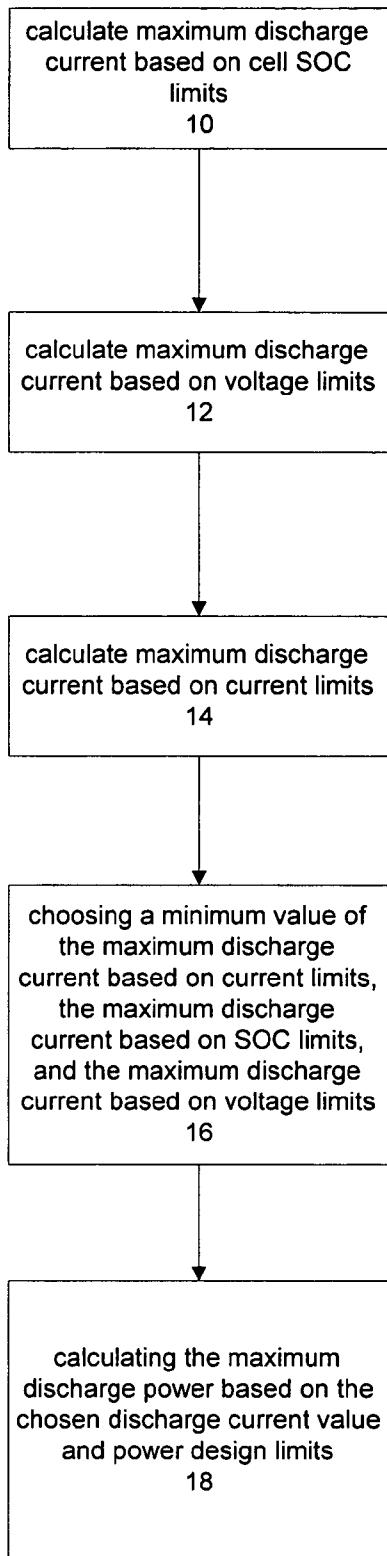 calculate maximum discharge
current based on cell SOC
limits
10
calculate maximum discharge
current based on voltage limits
12
calculate maximum discharge
current based on current limits
14
choosing a minimum value of
the maximum discharge
current based on current limits,
the maximum discharge
current based on SOC limits,
and the maximum discharge
current based on voltage limits
16
calculating the maximum
discharge power based on the
chosen discharge current value
and power design limits
18